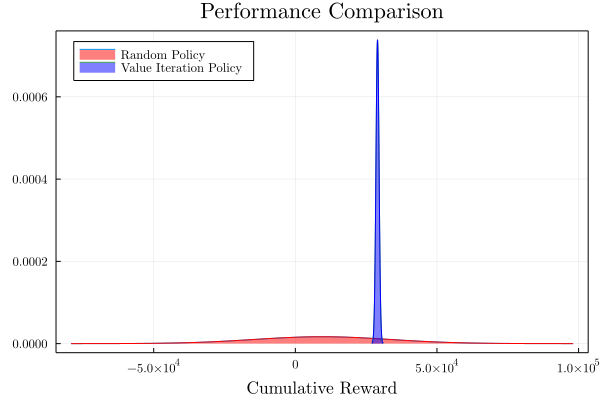 Performance Comparison
Random Policy
Value Iteration Policy
0.0006
0.0004
0.0002
0.0000
−5.0×10⁴
0
5.0×10⁴
1.0×10⁵
Cumulative Reward